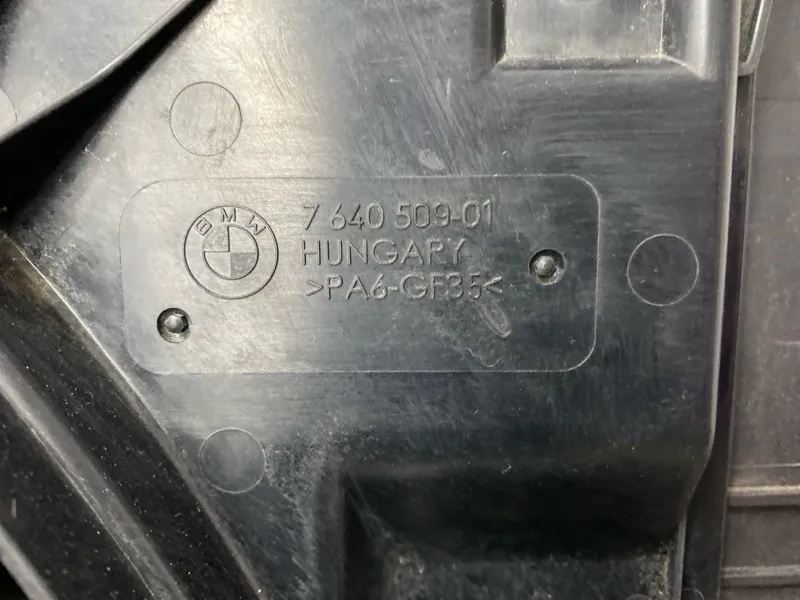 BMW
7 640 509-01
HUNGARY
>PA6-GF35<